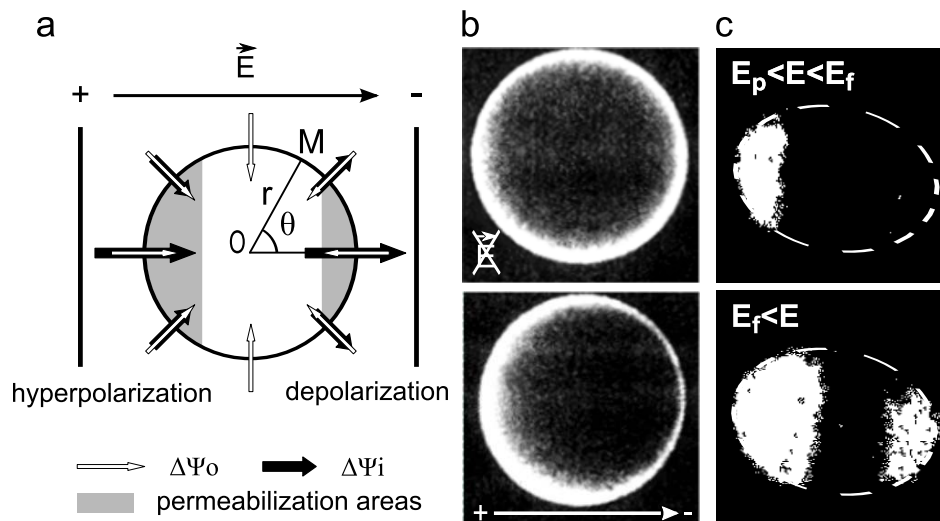 a
E
+ -
M
r
θ
O
hyperpolarization depolarization
ΔΨo ΔΨi
permeabilization areas
b
E
+ -
c
Ep<E<Ef
Ef<E